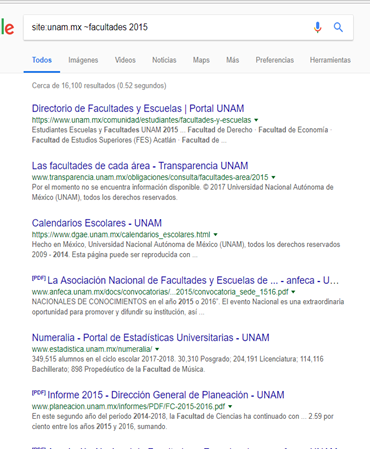 le
site:unam.mx ~facultades 2015
Todos Imágenes Videos Noticias Maps Más Preferencias Herramientas
Cerca de 16,100 resultados (0.52 segundos)
Directorio de Facultades y Escuelas | Portal UNAM
https://www.unam.mx/comunidad/estudiantes/facultades-y-escuelas
Estudiantes Escuelas y Facultades UNAM 2015 ... Facultad de Derecho · Facultad de Economía ·
Facultad de Estudios Superiores (FES) Acatlán · Facultad de ...
Las facultades de cada área - Transparencia UNAM
www.transparencia.unam.mx/obligaciones/consulta/facultades-area/2015
Por el momento no se encuentra información disponible. © 2017 Universidad Nacional Autónoma de
México (UNAM), todos los derechos reservados.
Calendarios Escolares - UNAM
https://www.dgae.unam.mx/calendarios_escolares.html
Hecho en México, Universidad Nacional Autónoma de México (UNAM), todos los derechos reservados
2009 - 2014. Esta página puede ser reproducida con ...
[PDF] La Asociación Nacional de Facultades y Escuelas de ... - anfeca - U...
www.anfeca.unam.mx/docs/convocatorias/...2015/convocatoria_sede_1516.pdf
NACIONALES DE CONOCIMIENTOS en el año 2015 o 2016”. El evento Nacional es una extraordinaria
oportunidad para promover y difundir su institución, así ...
Numeralia - Portal de Estadísticas Universitarias - UNAM
www.estadistica.unam.mx/numeralia/
349,515 alumnos en el ciclo escolar 2017-2018. 30,310 Posgrado; 204,191 Licenciatura; 114,116
Bachillerato; 898 Propedéutico de la Facultad de Música.
[PDF] Informe 2015 - Dirección General de Planeación - UNAM
www.planeacion.unam.mx/informes/PDF/FC-2015-2016.pdf
En este segundo año del periodo 2014-2018, la Facultad de Ciencias ha continuado con ... 2.59 por
ciento entre los años 2015 y 2016, sumando.